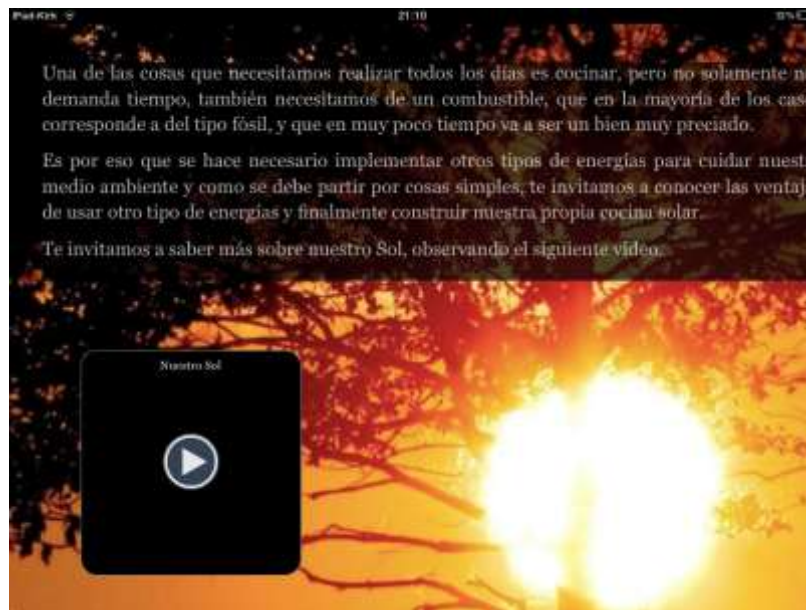 iPad-Kirk
21:10
Una de las cosas que necesitamos realizar todos los días es cocinar, pero no solamente n
demanda tiempo, también necesitamos de un combustible, que en la mayoría de los cas
corresponde a del tipo fósil, y que en muy poco tiempo va a ser un bien muy preciado.
Es por eso que se hace necesario implementar otros tipos de energías para cuidar nuest
medio ambiente y como se debe partir por cosas simples, te invitamos a conocer las ventaj
de usar otro tipo de energías y finalmente construir nuestra propia cocina solar.
Te invitamos a saber más sobre nuestro Sol, observando el siguiente video.
Nuestro Sol